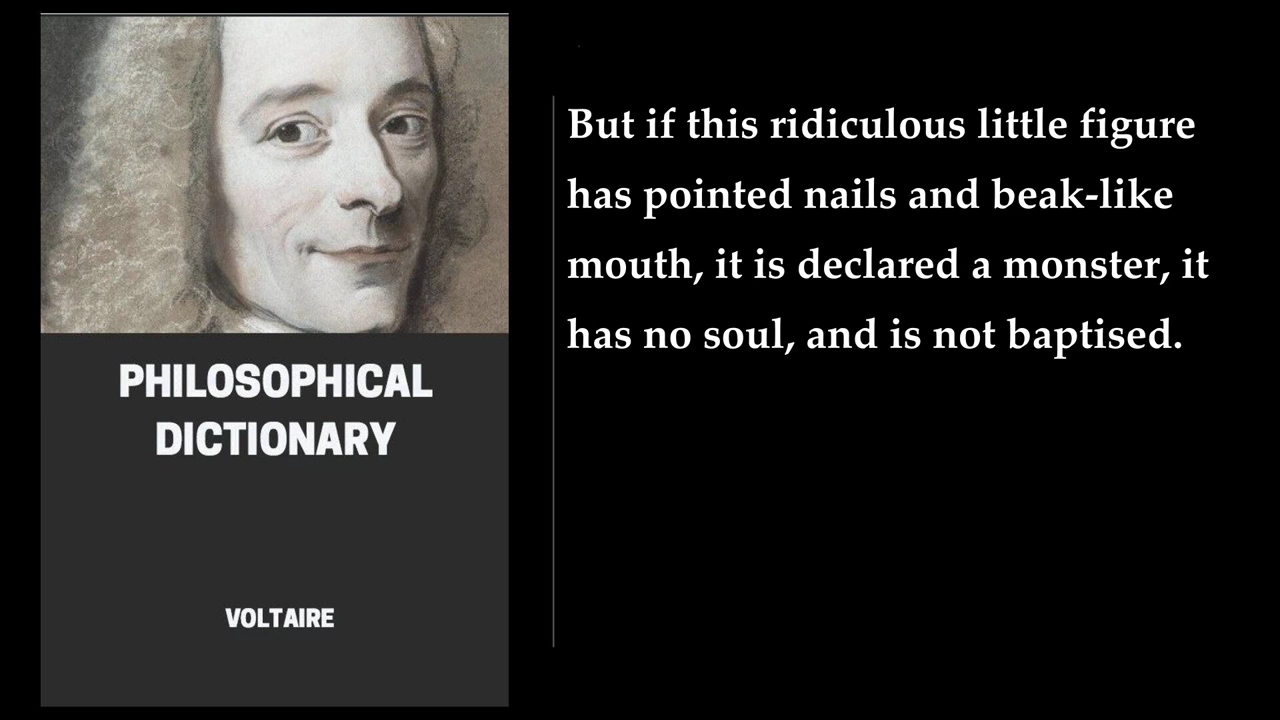 PHILOSOPHICAL
DICTIONARY
VOLTAIRE
But if this ridiculous little figure
has pointed nails and beak-like
mouth, it is declared a monster, it
has no soul, and is not baptised.